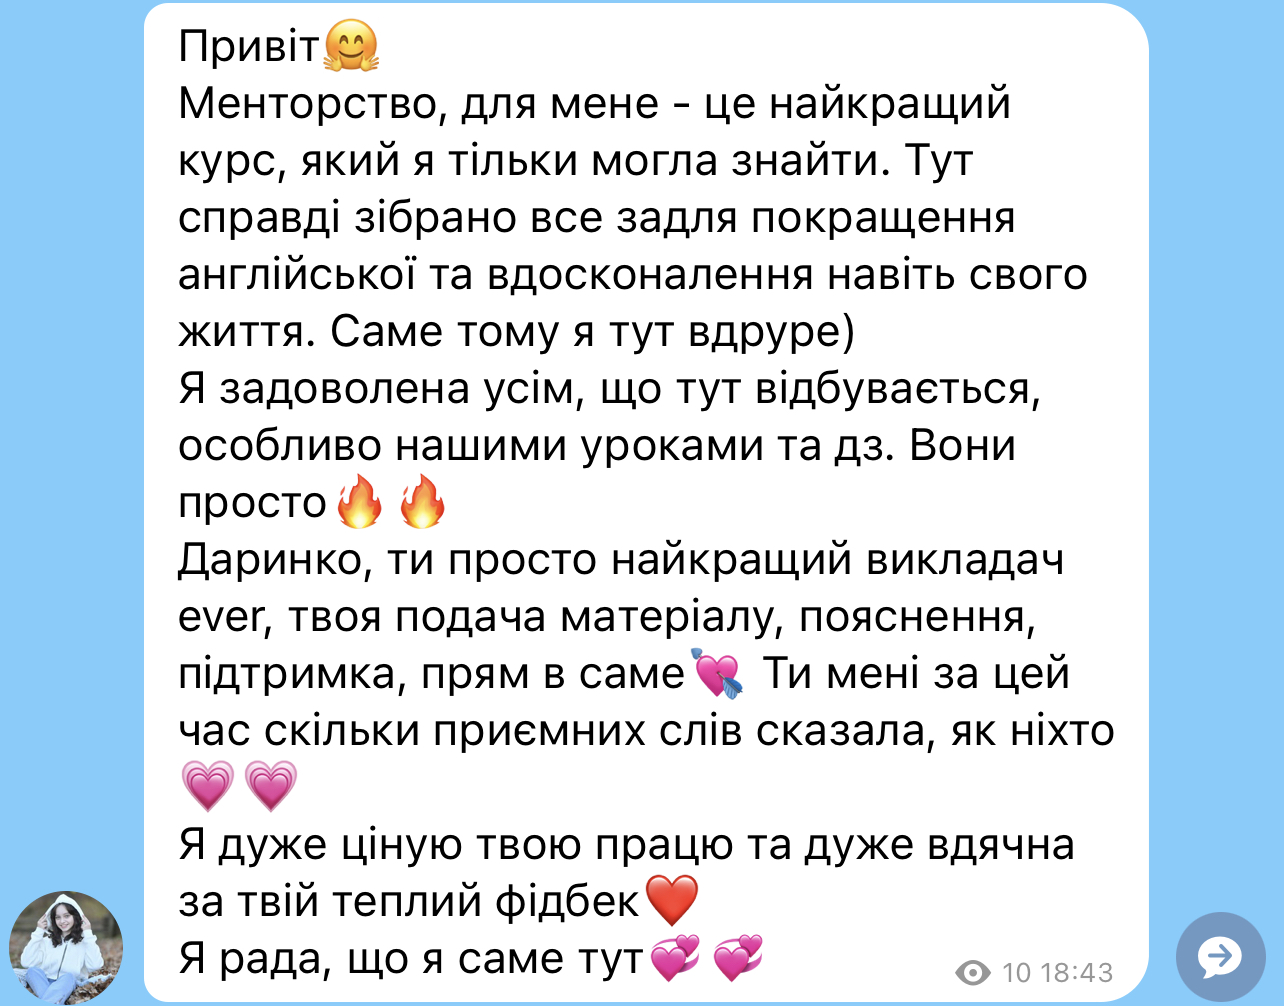 Привіт🤗
Менторство, для мене - це найкращий
курс, який я тільки могла знайти. Тут
справді зібрано все задля покращення
англійської та вдосконалення навіть свого
життя. Саме тому я тут вдруре)
Я задоволена усім, що тут відбувається,
особливо нашими уроками та дз. Вони
просто🔥🔥
Даринко, ти просто найкращий викладач
ever, твоя подача матеріалу, пояснення,
підтримка, прям в саме💘 Ти мені за цей
час скільки приємних слів сказала, як ніхто
💗💗
Я дуже ціную твою працю та дуже вдячна
за твій теплий фідбек❤️
Я рада, що я саме тут💞💞
10 18:43